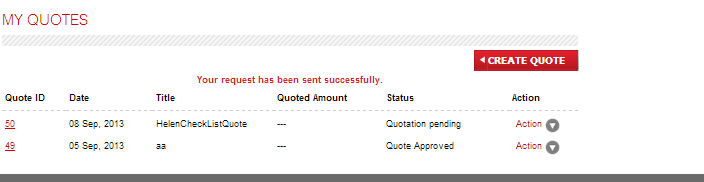 MY QUOTES
CREATE QUOTE
Your request has been sent successfully.
Quote ID Date Title Quoted Amount Status Action
50 08 Sep, 2013 HelenCheckListQuote --- Quotation pending Action
49 05 Sep, 2013 aa --- Quote Approved Action